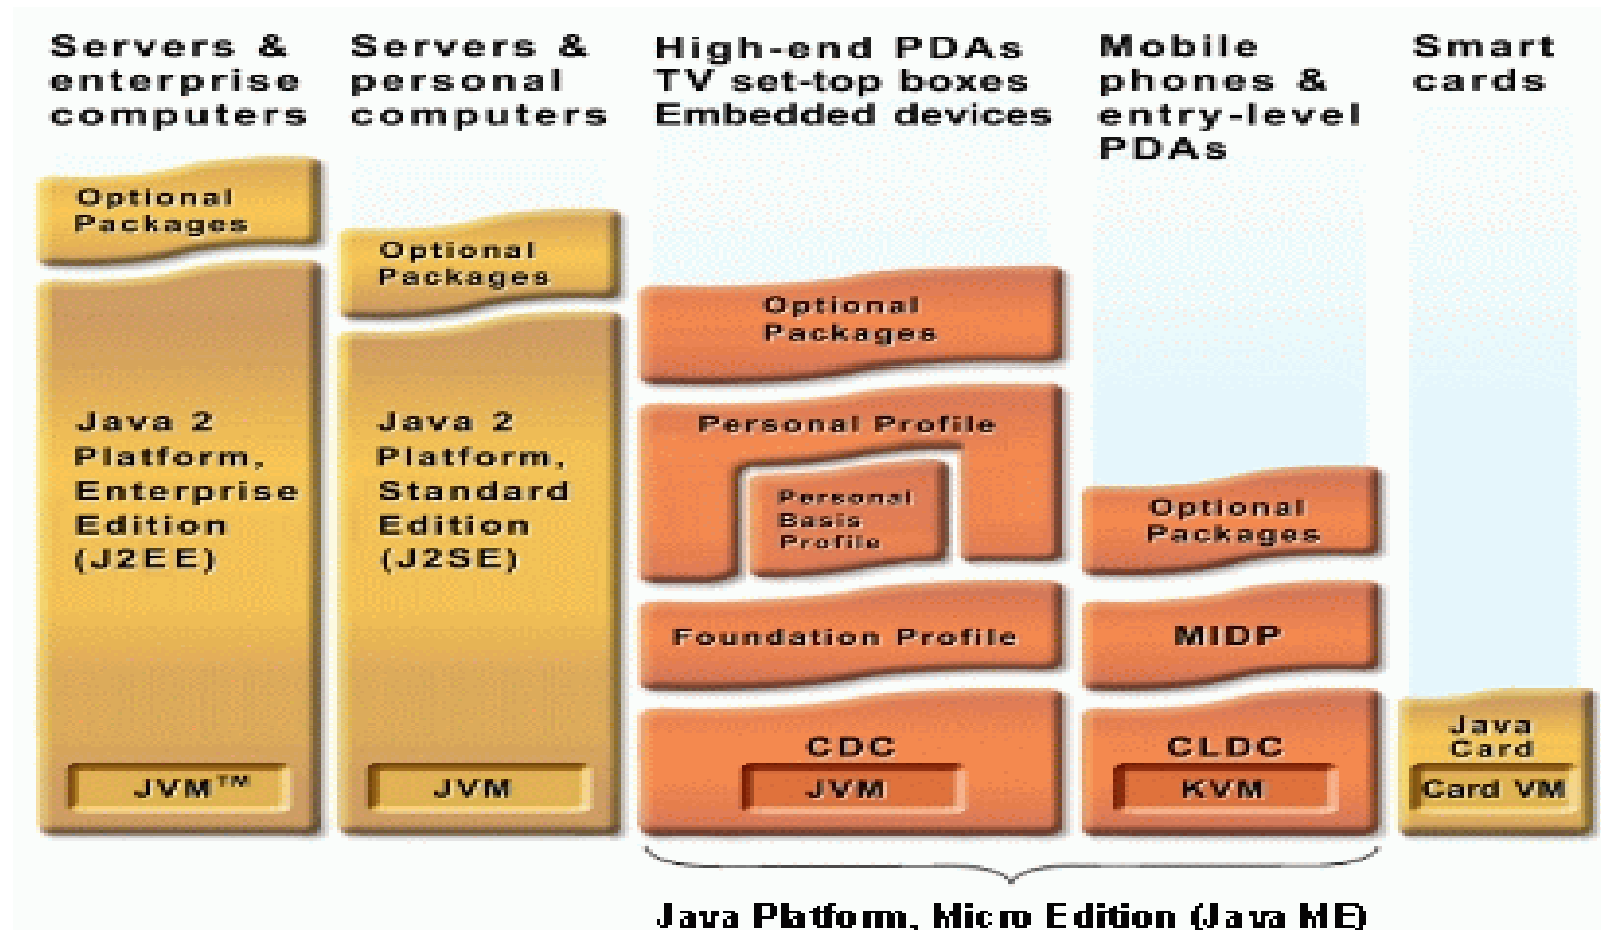 Servers &
enterprise
computers
Servers &
personal
computers
High-end PDAs
TV set-top boxes
Embedded devices
Mobile
phones &
entry-level
PDAs
Smart
cards
Optional
Packages
Java 2
Platform,
Enterprise
Edition
(J2EE)
JVM™
Optional
Packages
Java 2
Platform,
Standard
Edition
(J2SE)
JVM
Optional
Packages
Personal Profile
Personal
Basis
Profile
Foundation Profile
CDC
JVM
Optional
Packages
MIDP
CLDC
KVM
Java
Card
Card VM
Java Platform, Micro Edition (Java ME)